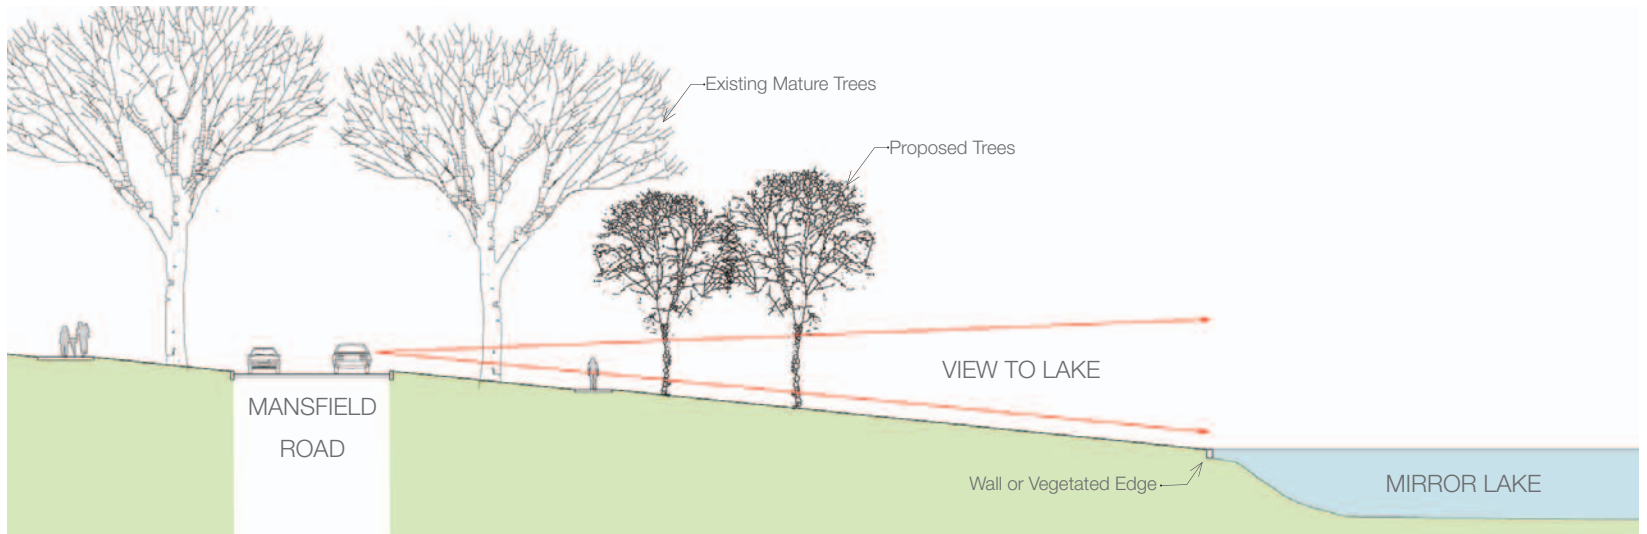 Existing Mature Trees
Proposed Trees
VIEW TO LAKE
MANSFIELD
ROAD
Wall or Vegetated Edge
MIRROR LAKE